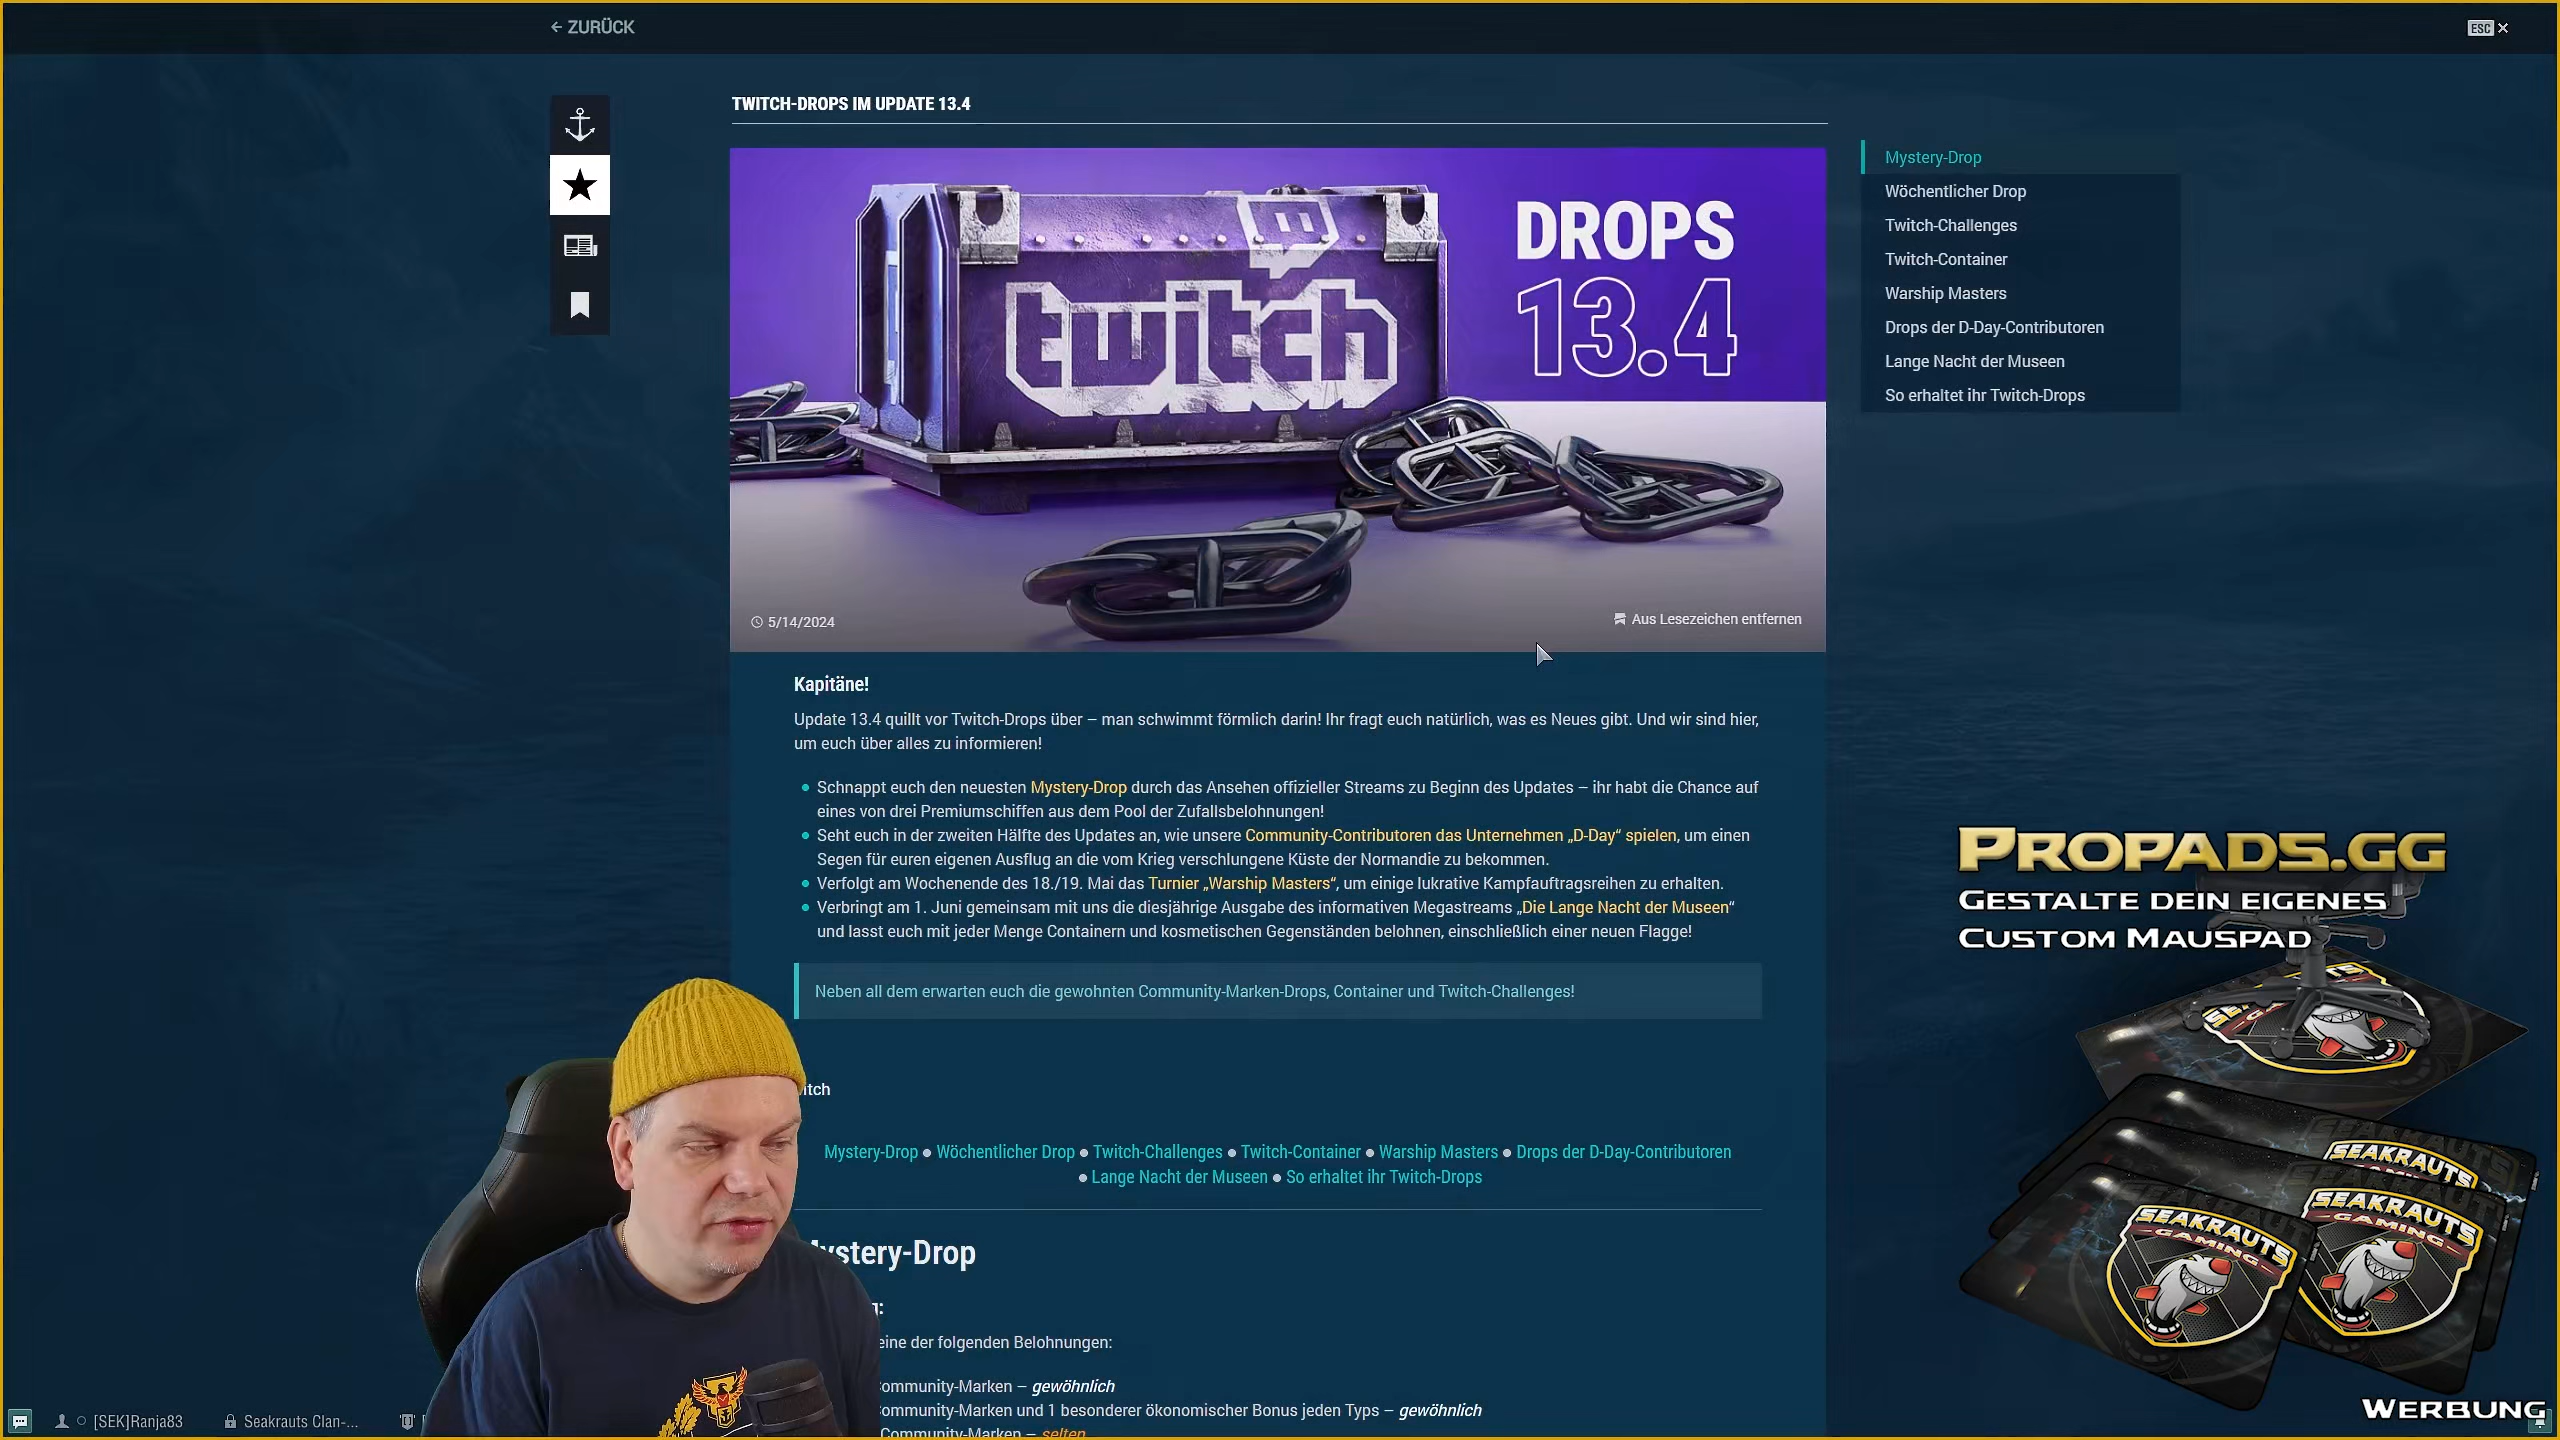 ← ZURÜCK
ESC ×
TWITCH-DROPS IM UPDATE 13.4
twitch
DROPS
13.4
5/14/2024
Aus Lesezeichen entfernen
Mystery-Drop
Wöchentlicher Drop
Twitch-Challenges
Twitch-Container
Warship Masters
Drops der D-Day-Contributoren
Lange Nacht der Museen
So erhaltet ihr Twitch-Drops
Kapitäne!
Update 13.4 quillt vor Twitch-Drops über – man schwimmt förmlich darin! Ihr fragt euch natürlich, was es Neues gibt. Und wir sind hier,
um euch über alles zu informieren!
Schnappt euch den neuesten Mystery-Drop durch das Ansehen offizieller Streams zu Beginn des Updates – ihr habt die Chance auf
eines von drei Premiumschiffen aus dem Pool der Zufallsbelohnungen!
Seht euch in der zweiten Hälfte des Updates an, wie unsere Community-Contributoren das Unternehmen „D-Day“ spielen, um einen
Segen für euren eigenen Ausflug an die vom Krieg verschlungene Küste der Normandie zu bekommen.
Verfolgt am Wochenende des 18./19. Mai das Turnier „Warship Masters“, um einige lukrative Kampfauftragsreihen zu erhalten.
Verbringt am 1. Juni gemeinsam mit uns die diesjährige Ausgabe des informativen Megastreams „Die Lange Nacht der Museen“
und lasst euch mit jeder Menge Containern und kosmetischen Gegenständen belohnen, einschließlich einer neuen Flagge!
Neben all dem erwarten euch die gewohnten Community-Marken-Drops, Container und Twitch-Challenges!
itch
Mystery-Drop ● Wöchentlicher Drop ● Twitch-Challenges ● Twitch-Container ● Warship Masters ● Drops der D-Day-Contributoren
● Lange Nacht der Museen ● So erhaltet ihr Twitch-Drops
Mystery-Drop
g:
eine der folgenden Belohnungen:
Community-Marken – gewöhnlich
Community-Marken und 1 besonderer ökonomischer Bonus jeden Typs – gewöhnlich
Community-Marken – selten
PROPADS.GG
GESTALTE DEIN EIGENES
CUSTOM MAUSPAD
SEAKRAUTS
SEAKRAUTS
GAMING
SEAKRAUTS
GAMING
WERBUNG
[SEK]Ranja83
Seakrauts Clan-...